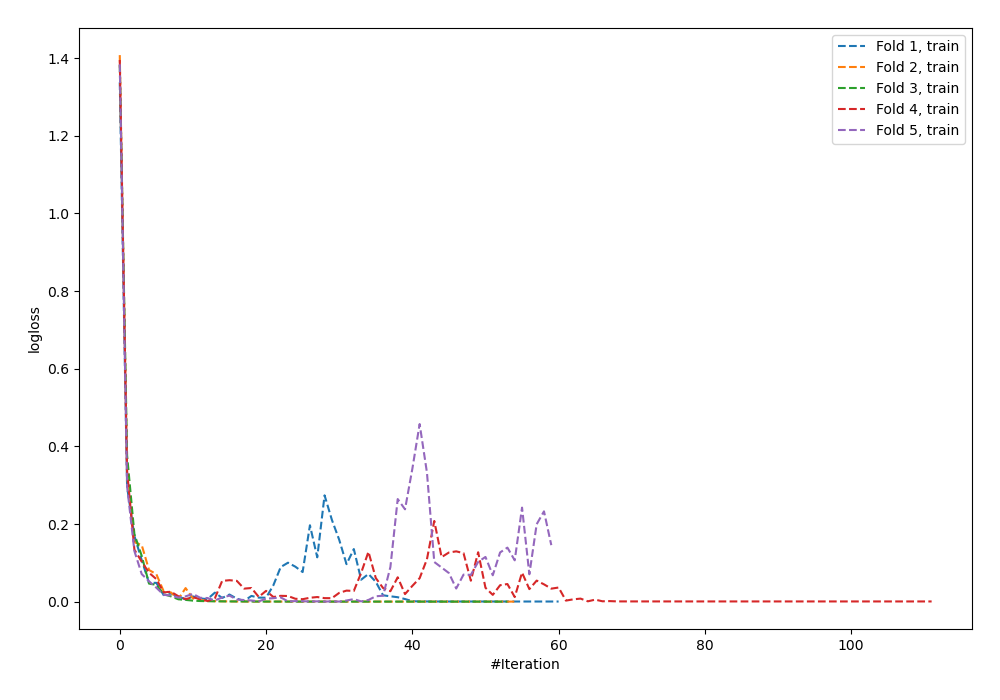 1.4
1.2
1.0
0.8
0.6
0.4
0.2
0.0
logloss
0 20 40 60 80 100
#Iteration
Fold 1, train
Fold 2, train
Fold 3, train
Fold 4, train
Fold 5, train